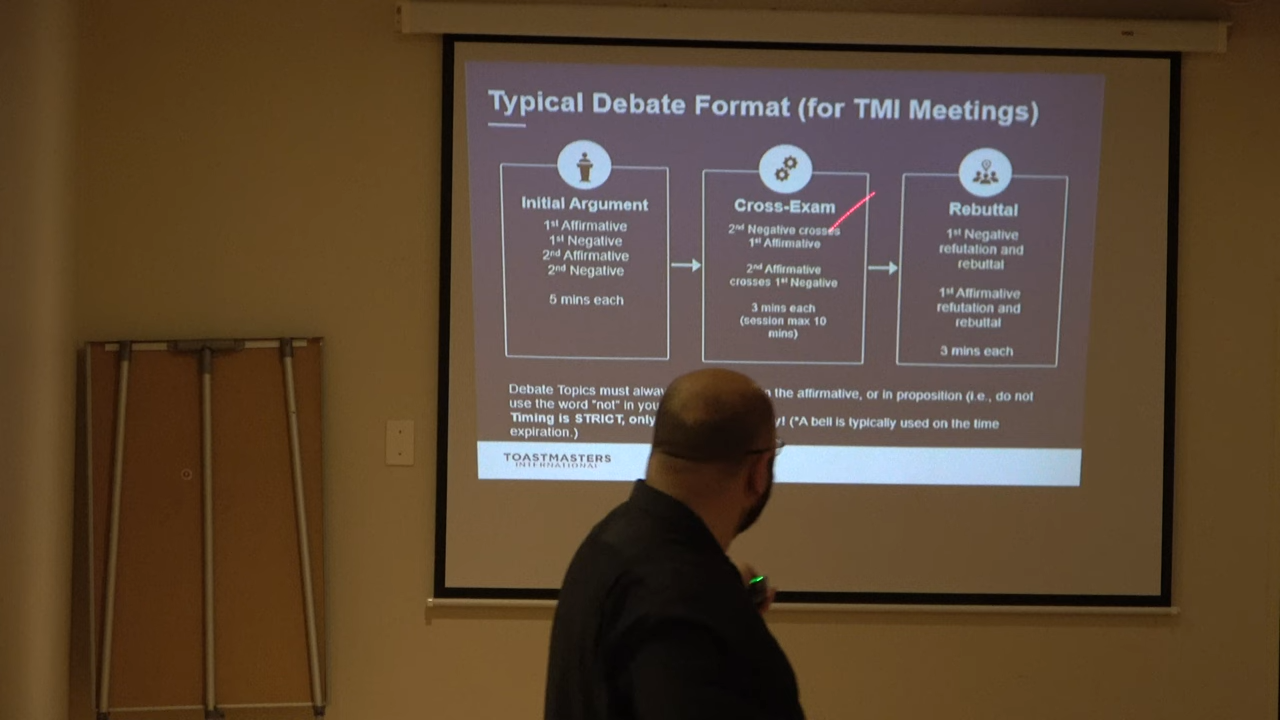 Typical Debate Format (for TMI Meetings)
Initial Argument
1st Affirmative
1st Negative
2nd Affirmative
2nd Negative
5 mins each
Cross-Exam
2nd Negative crosses
1st Affirmative
2nd Affirmative
crosses 1st Negative
3 mins each
(session max 10
mins)
Rebuttal
1st Negative
refutation and
rebuttal
1st Affirmative
refutation and
rebuttal
3 mins each
Debate Topics must the affirmative, or in proposition (i.e., do not
use the word "not" in
Timing is STRICT, only (*A bell is typically used on the time
expiration.)
TOASTMASTERS
INTERNATIONAL